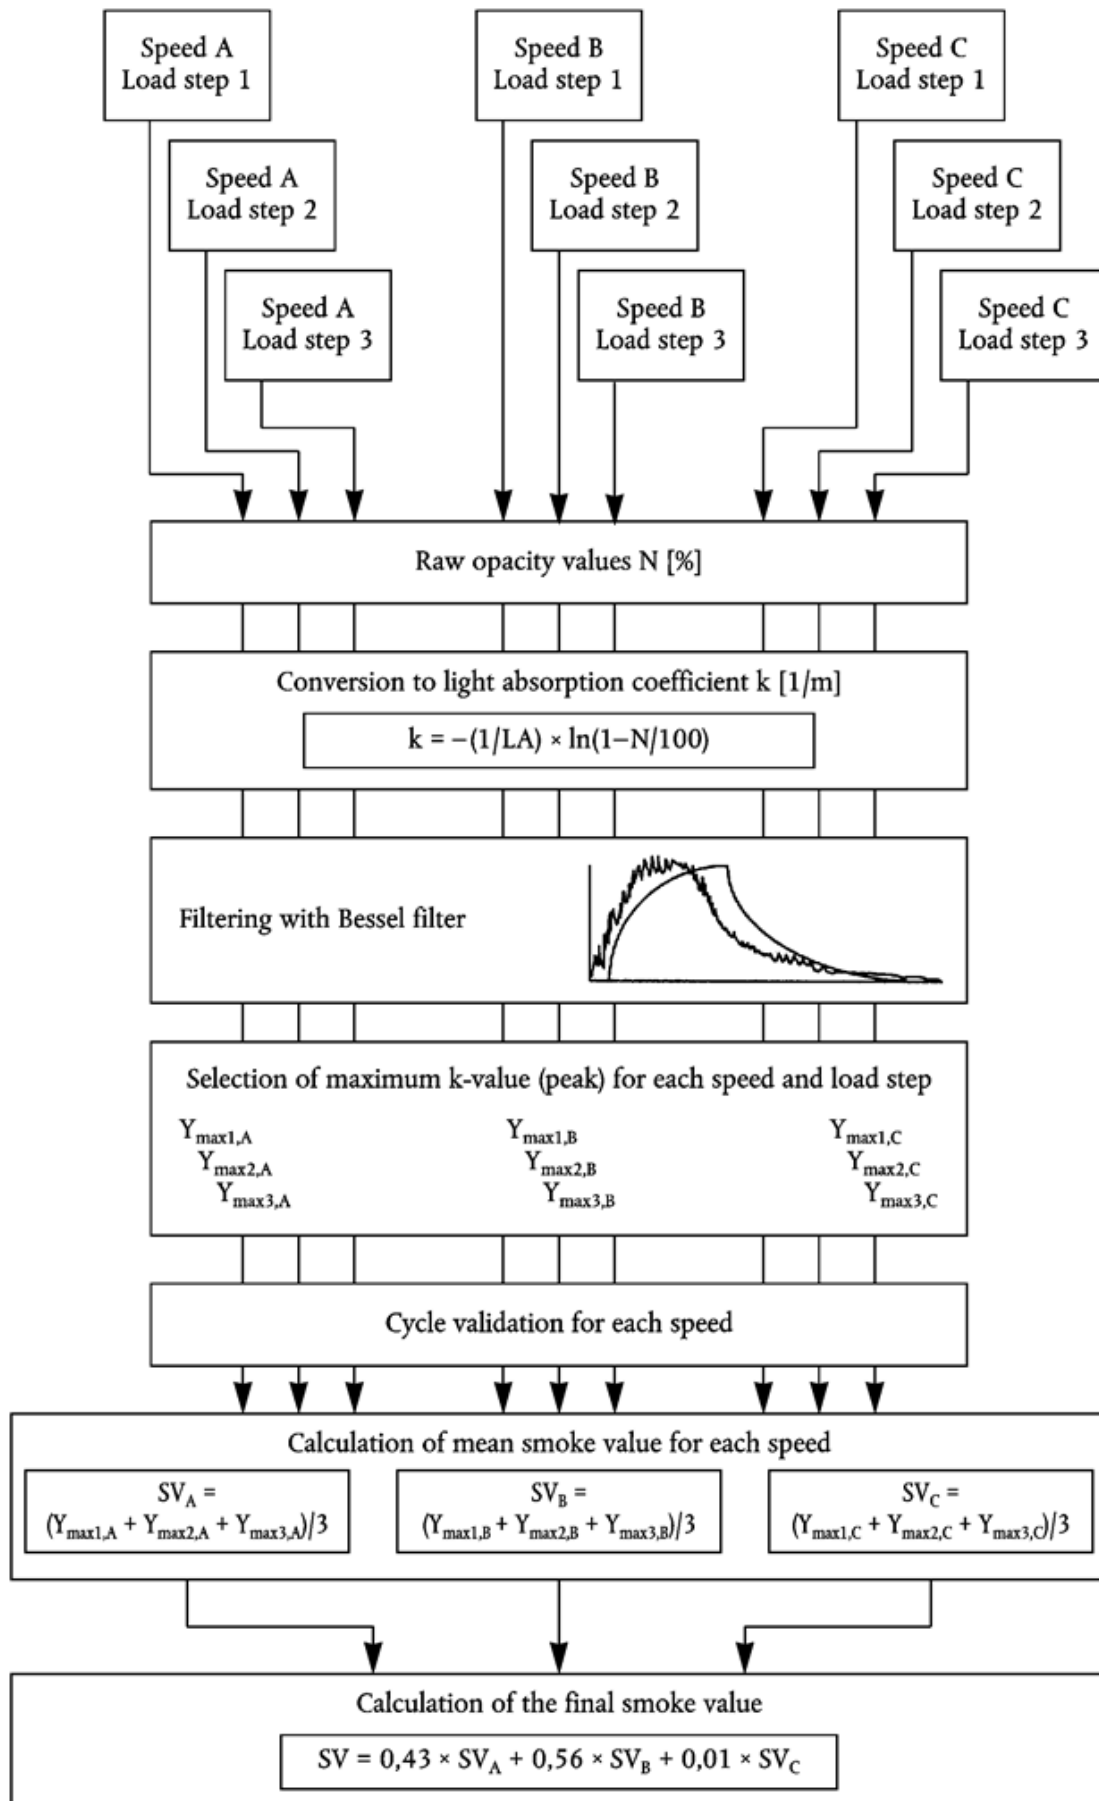 Speed A
Load step 1
Speed B
Load step 1
Speed C
Load step 1
Speed A
Load step 2
Speed B
Load step 2
Speed C
Load step 2
Speed A
Load step 3
Speed B
Load step 3
Speed C
Load step 3
Raw opacity values N [%]
Conversion to light absorption coefficient k [1/m]
k = −(1/LA) × ln(1−N/100)
Filtering with Bessel filter
Selection of maximum k-value (peak) for each speed and load step
Ymax1,A Ymax1,B Ymax1,C
Ymax2,A Ymax2,B Ymax2,C
Ymax3,A Ymax3,B Ymax3,C
Cycle validation for each speed
Calculation of mean smoke value for each speed
SVA =
(Ymax1,A + Ymax2,A + Ymax3,A)/3
SVB =
(Ymax1,B + Ymax2,B + Ymax3,B)/3
SVC =
(Ymax1,C + Ymax2,C + Ymax3,C)/3
Calculation of the final smoke value
SV = 0,43 × SVA + 0,56 × SVB + 0,01 × SVC